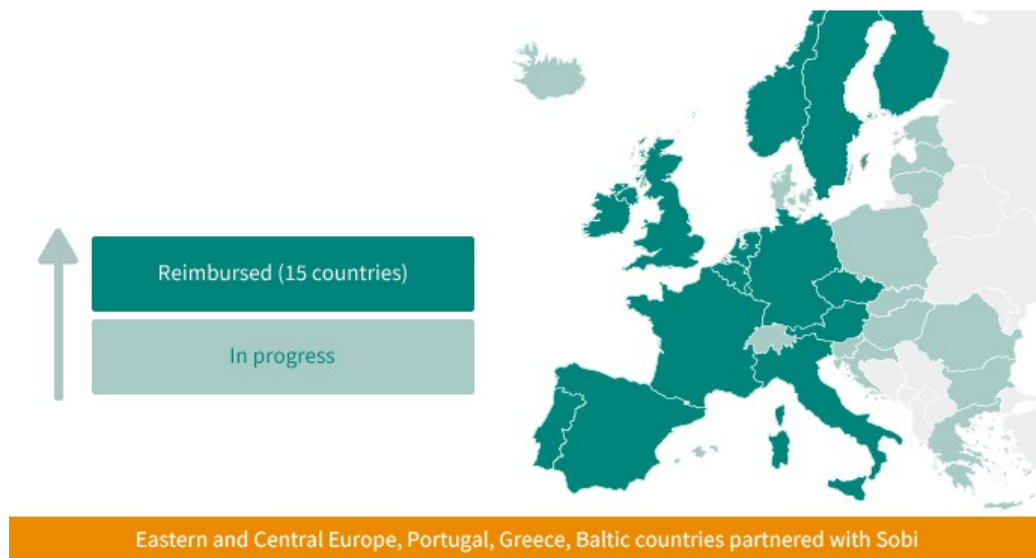 Reimbursed (15 countries)
In progress
Eastern and Central Europe, Portugal, Greece, Baltic countries partnered with Sobi